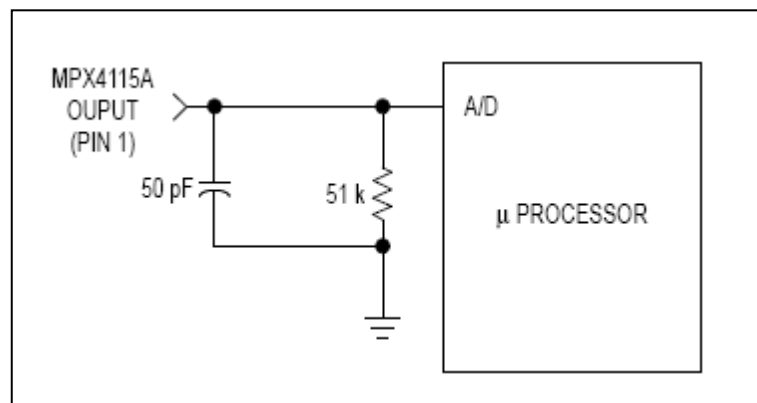 MPX4115A
OUPUT
(PIN 1)
A/D
50 pF
51 k
μ PROCESSOR